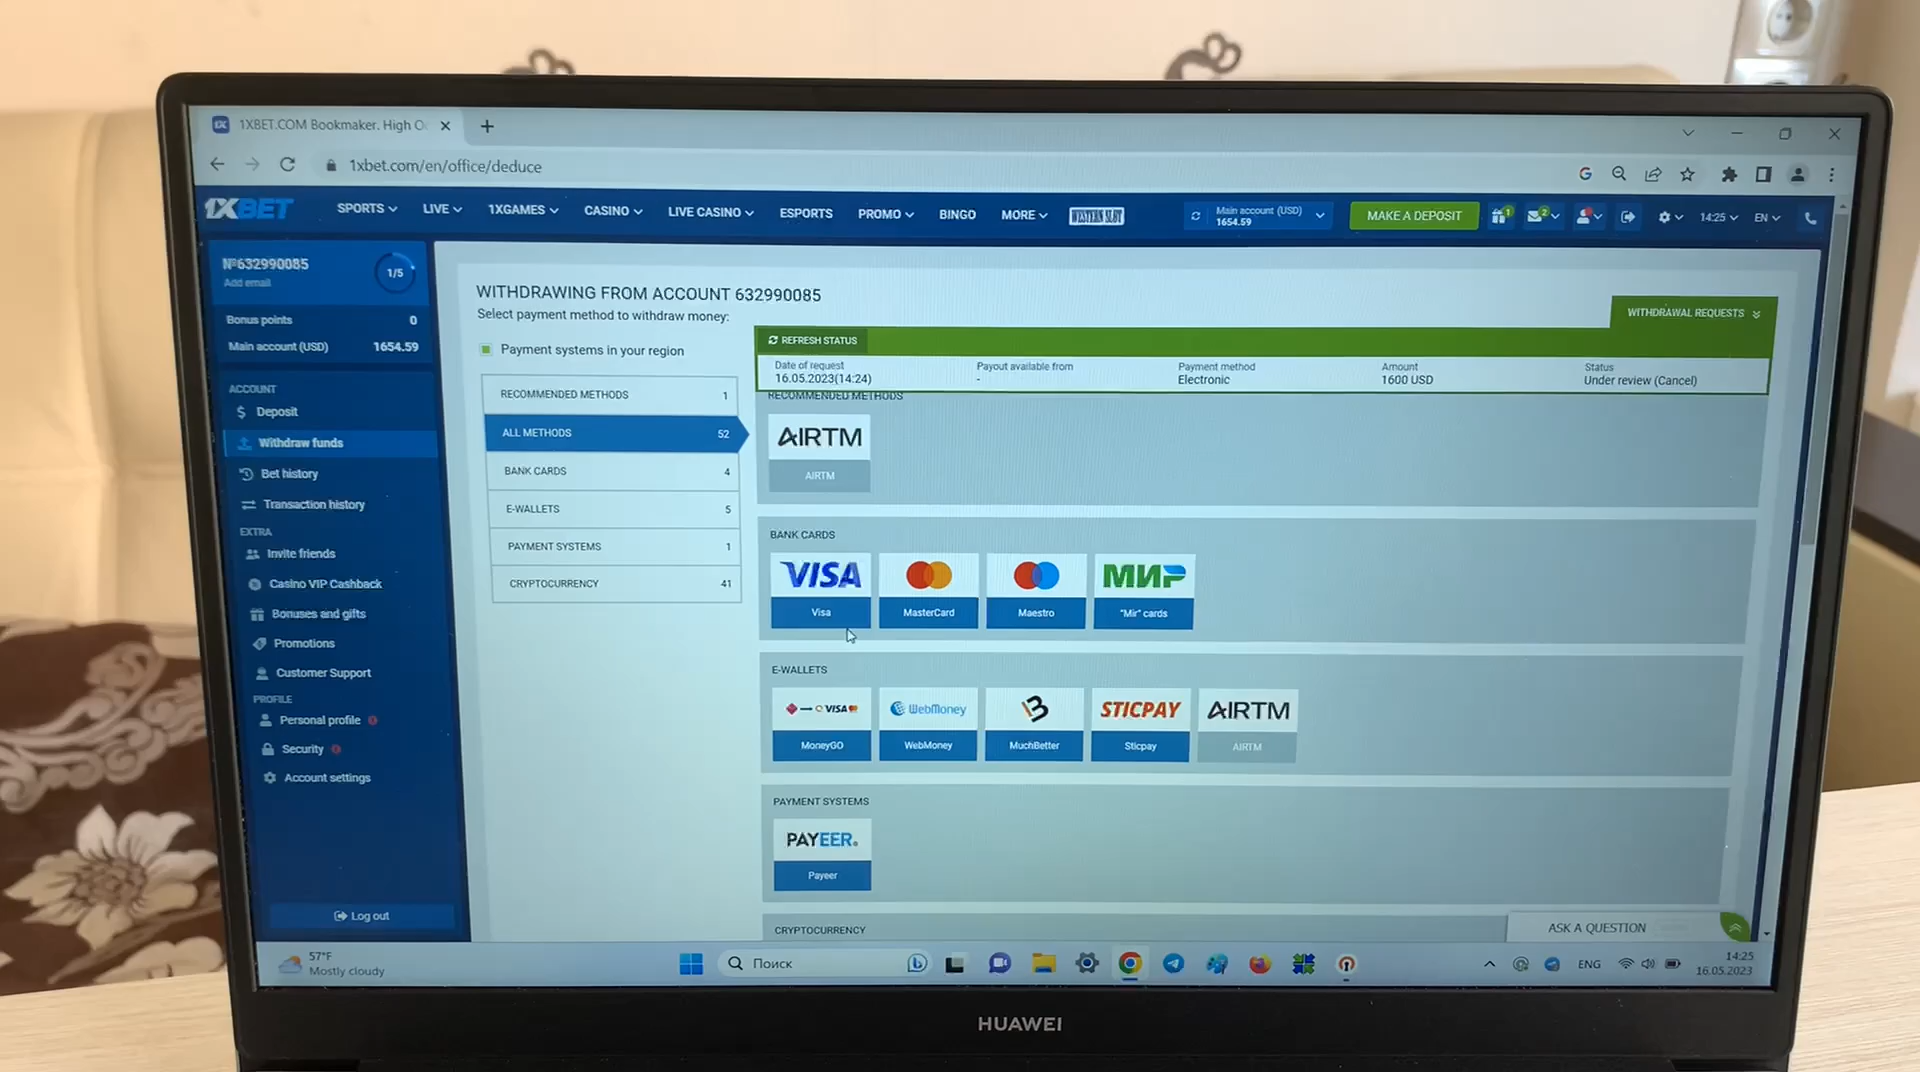 1XBET.COM Bookmaker. High O
1xbet.com/en/office/deduce
1XBET
SPORTS
LIVE
1XGAMES
CASINO
LIVE CASINO
ESPORTS
PROMO
BINGO
MORE
WESTERN SLOT
Main account (USD)
1654.59
MAKE A DEPOSIT
1
2
14:25
EN
№632990085
Add email
1/5
Bonus points 0
Main account (USD) 1654.59
ACCOUNT
Deposit
Withdraw funds
Bet history
Transaction history
EXTRA
Invite friends
Casino VIP Cashback
Bonuses and gifts
Promotions
Customer Support
PROFILE
Personal profile
Security
Account settings
Log out
WITHDRAWING FROM ACCOUNT 632990085
Select payment method to withdraw money:
Payment systems in your region
RECOMMENDED METHODS 1
ALL METHODS 52
BANK CARDS 4
E-WALLETS 5
PAYMENT SYSTEMS 1
CRYPTOCURRENCY 41
WITHDRAWAL REQUESTS
REFRESH STATUS
Date of request
16.05.2023(14:24)
Payout available from
-
Payment method
Electronic
Amount
1600 USD
Status
Under review (Cancel)
RECOMMENDED METHODS
AIRTM
AIRTM
BANK CARDS
VISA
МИР
Visa
MasterCard
Maestro
"Mir" cards
E-WALLETS
VISA
WebMoney
STICPAY
AIRTM
MoneyGO
WebMoney
MuchBetter
Sticpay
AIRTM
PAYMENT SYSTEMS
PAYEER
Payeer
CRYPTOCURRENCY
ASK A QUESTION
57°F
Mostly cloudy
Поиск
ENG
14:25
16.05.2023
HUAWEI